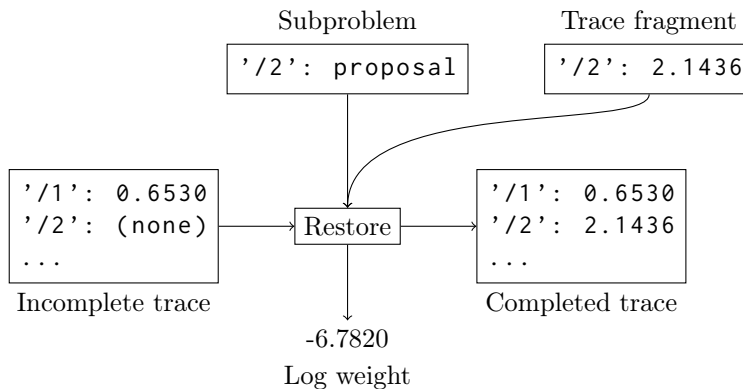 Subproblem
Trace fragment
'/2': proposal
'/2': 2.1436
'/1': 0.6530
'/2': (none)
...
Incomplete trace
Restore
'/1': 0.6530
'/2': 2.1436
...
Completed trace
-6.7820
Log weight